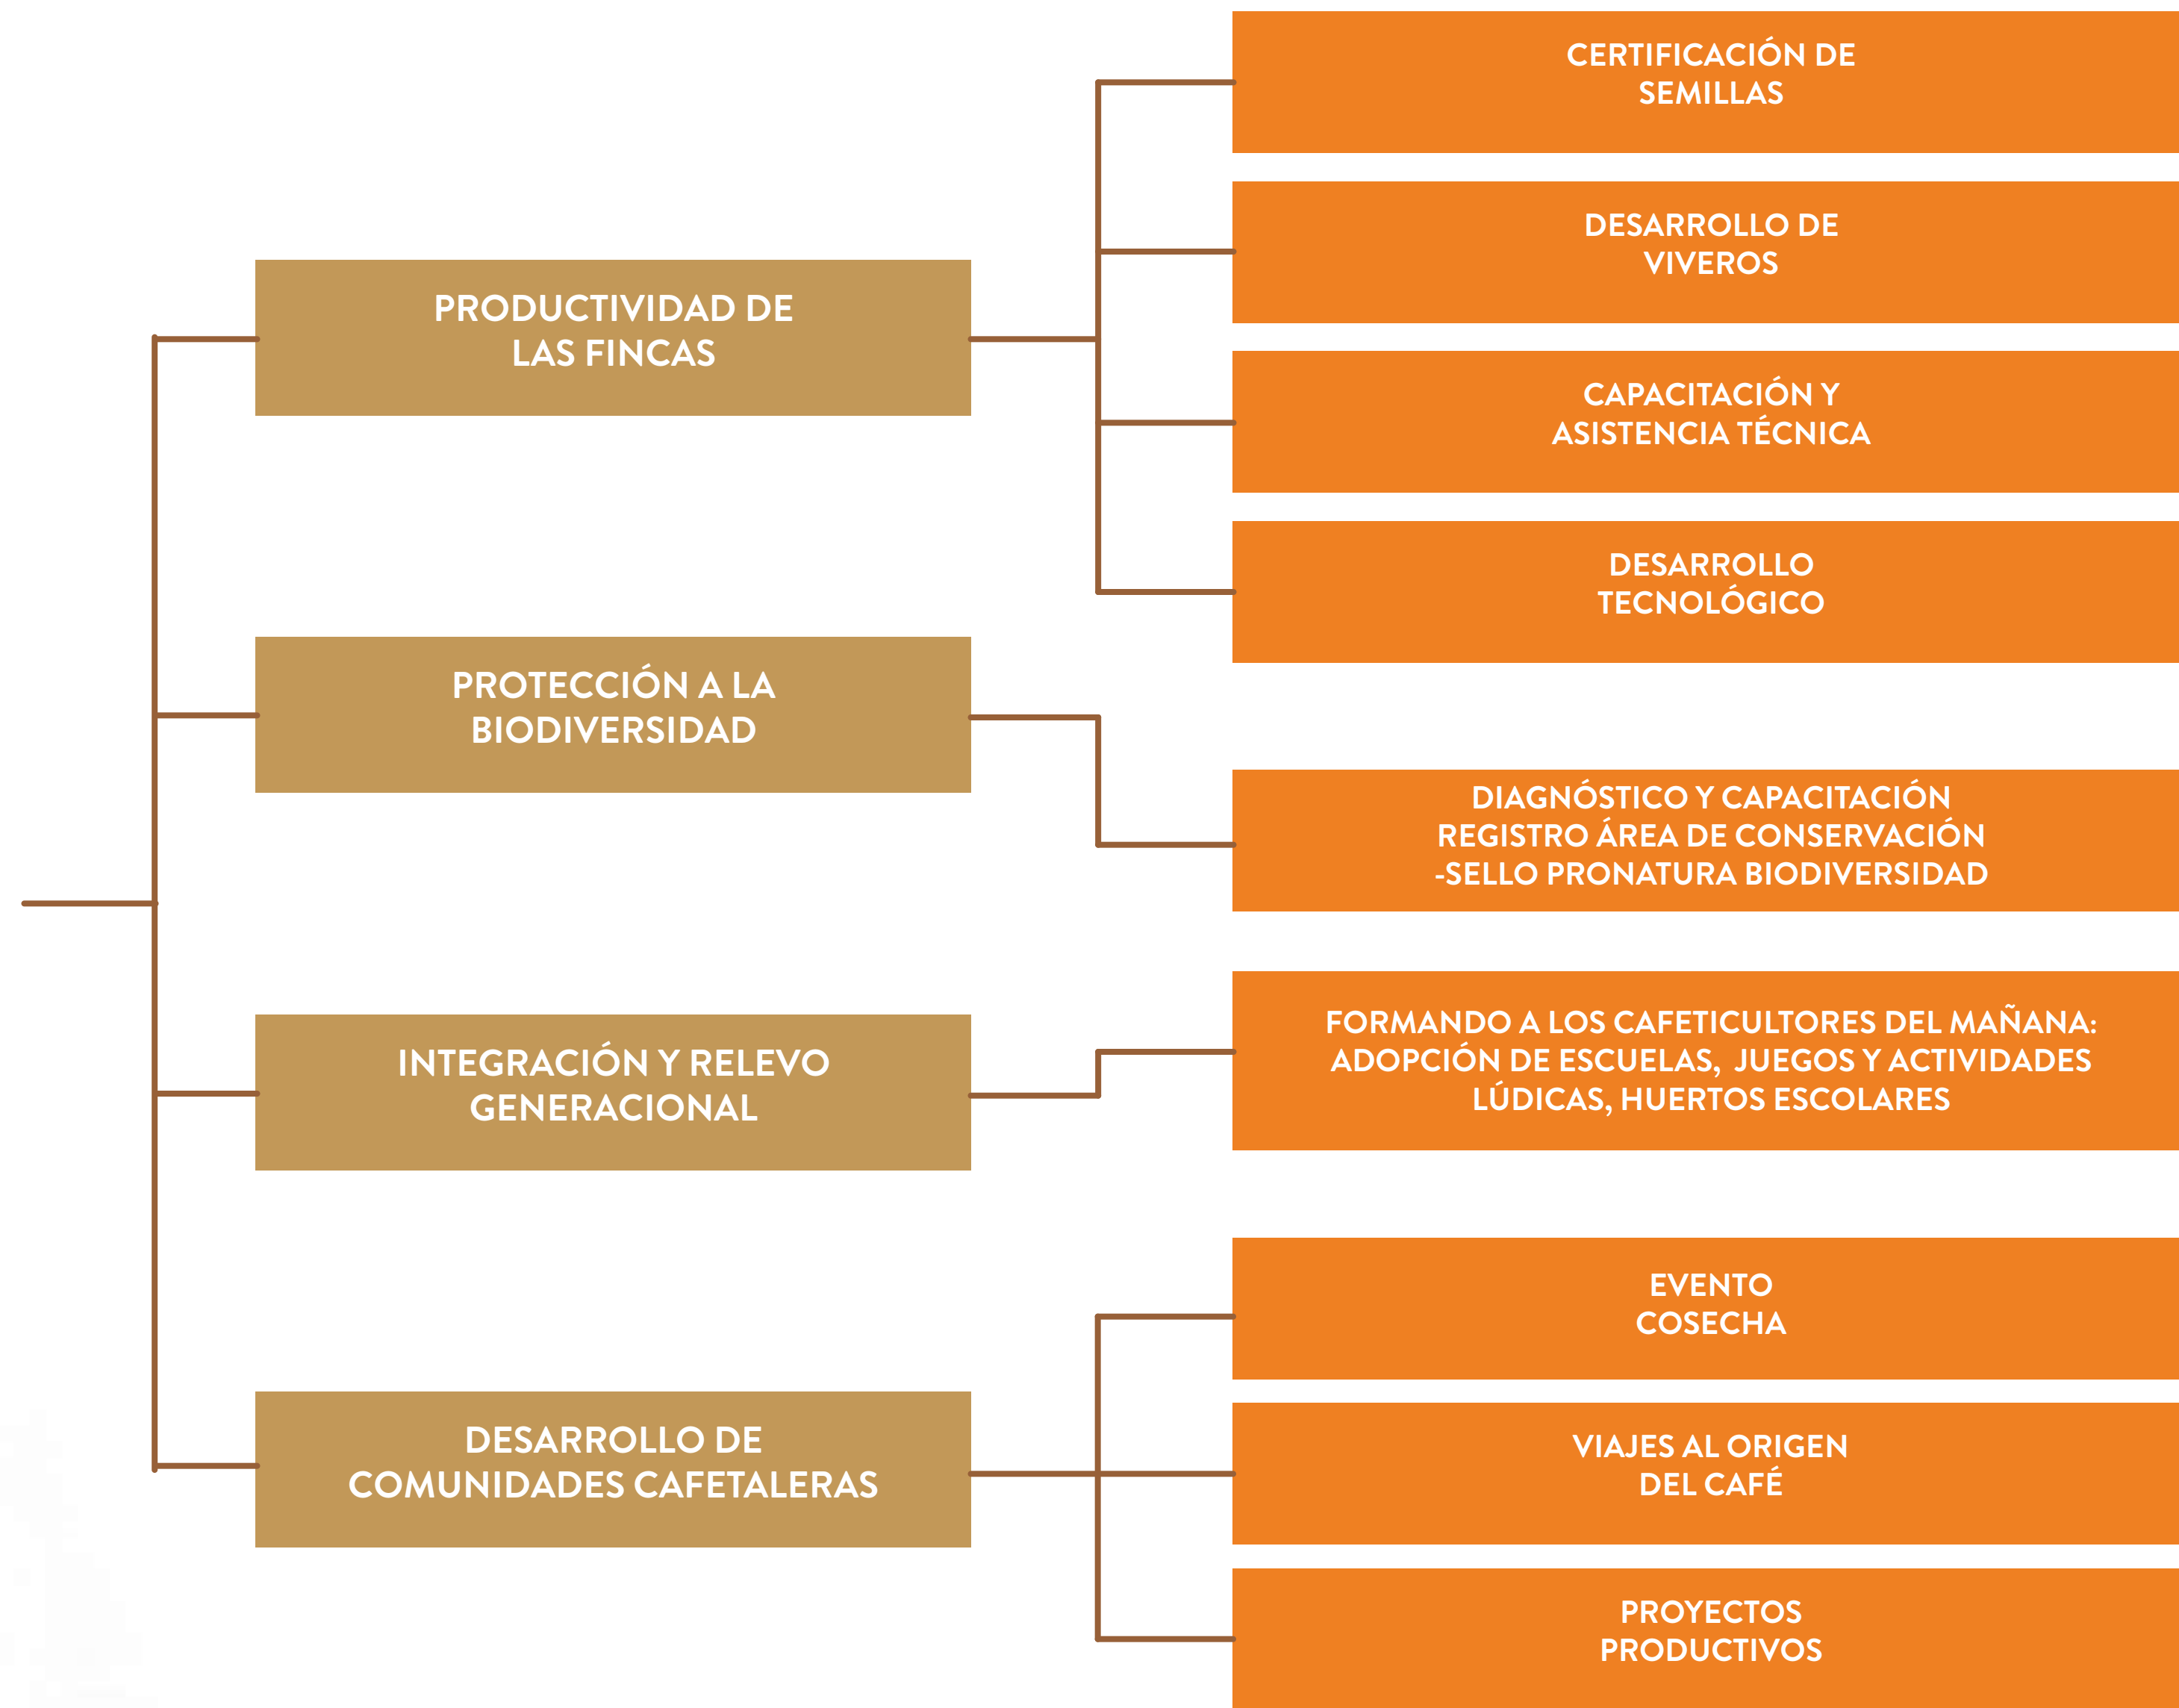 PRODUCTIVIDAD DE
LAS FINCAS
CERTIFICACIÓN DE
SEMILLAS
DESARROLLO DE
VIVEROS
CAPACITACIÓN Y
ASISTENCIA TÉCNICA
DESARROLLO
TECNOLÓGICO
PROTECCIÓN A LA
BIODIVERSIDAD
DIAGNÓSTICO Y CAPACITACIÓN
REGISTRO ÁREA DE CONSERVACIÓN
-SELLO PRONATURA BIODIVERSIDAD
INTEGRACIÓN Y RELEVO
GENERACIONAL
FORMANDO A LOS CAFETICULTORES DEL MAÑANA:
ADOPCIÓN DE ESCUELAS, JUEGOS Y ACTIVIDADES
LÚDICAS, HUERTOS ESCOLARES
DESARROLLO DE
COMUNIDADES CAFETALERAS
EVENTO
COSECHA
VIAJES AL ORIGEN
DEL CAFÉ
PROYECTOS
PRODUCTIVOS